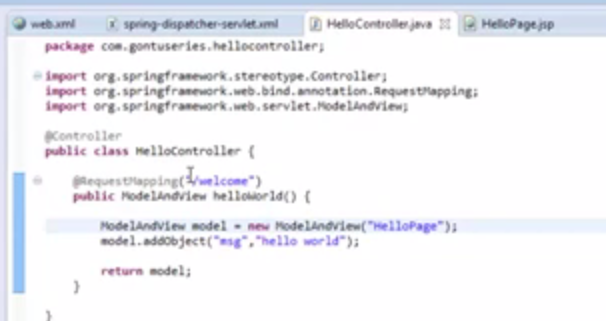 web.xml spring-dispatcher-servlet.xml HelloController.java HelloPage.jsp
package com.gontuseries.hellocontroller;
import org.springframework.stereotype.Controller;
import org.springframework.web.bind.annotation.RequestMapping;
import org.springframework.web.servlet.ModelAndView;
@Controller
public class HelloController {
@RequestMapping("/welcome")
public ModelAndView helloWorld() {
ModelAndView model = new ModelAndView("HelloPage");
model.addObject("msg","hello world");
return model;
}
}